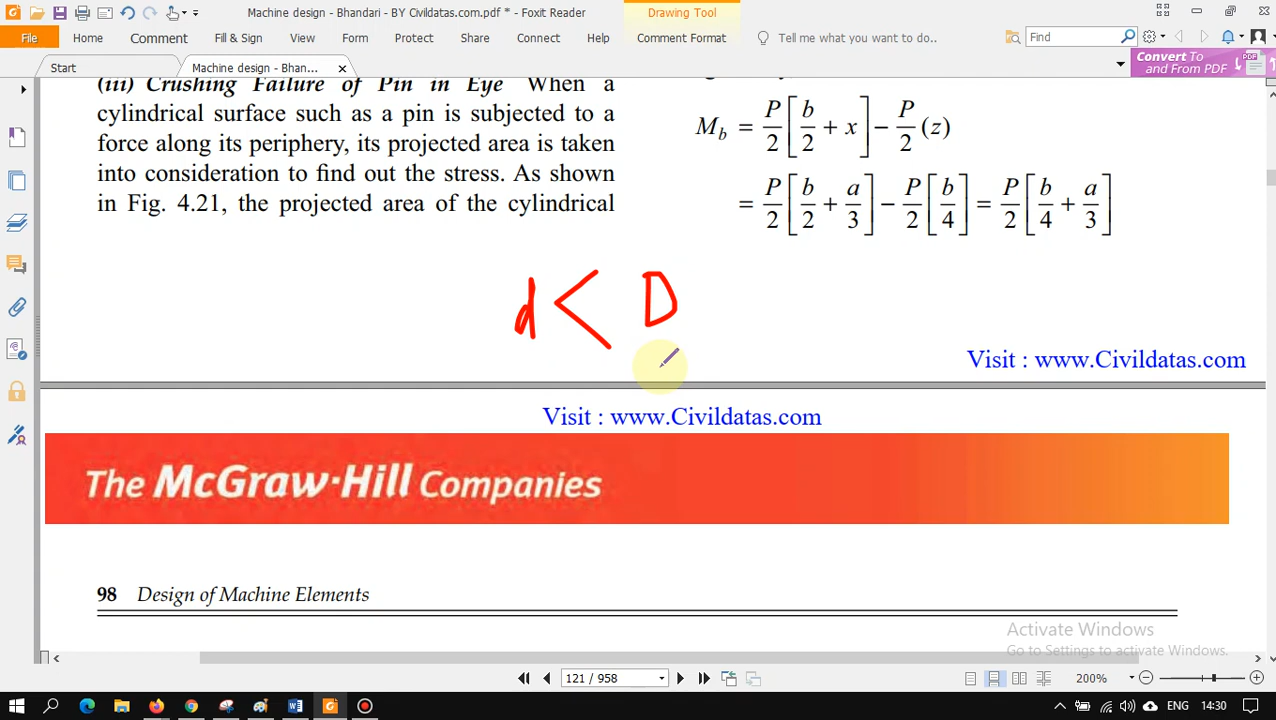 Machine design - Bhandari - BY Civildatas.com.pdf * - Foxit Reader
Drawing Tool
File Home Comment Fill & Sign View Form Protect Share Connect Help Comment Format Tell me what you want to do.. Find
Start
Machine design - Bhan...
Convert To
and From PDF
PDF
(iii) Crushing Failure of Pin in Eye When a
cylindrical surface such as a pin is subjected to a
force along its periphery, its projected area is taken
into consideration to find out the stress. As shown
in Fig. 4.21, the projected area of the cylindrical
M_b = P/2 [b/2 + x] − P/2 (z)
= P/2 [b/2 + a/3] − P/2 [b/4] = P/2 [b/4 + a/3]
d < D
Visit : www.Civildatas.com
Visit : www.Civildatas.com
The McGraw·Hill Companies
98 Design of Machine Elements
Activate Windows
Go to Settings to activate Windows.
121 / 958
200%
ENG
14:30